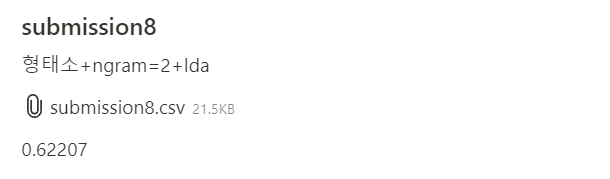 submission8
형태소+ngram=2+lda
submission8.csv 21.5KB
0.62207